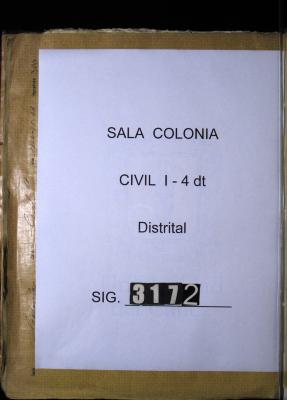 SALA COLONIA
CIVIL I - 4 dt
Distrital
SIG. 3172